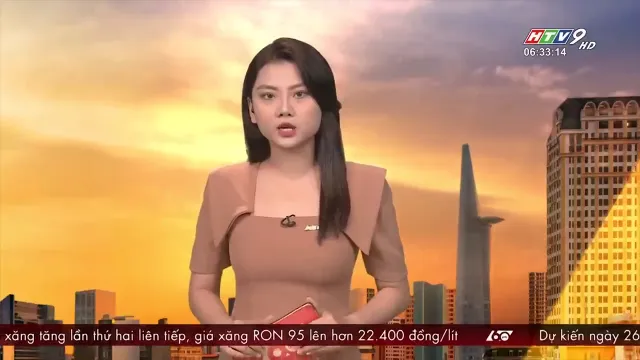 HTV9 HD
06:33:14
xăng tăng lần thứ hai liên tiếp, giá xăng RON 95 lên hơn 22.400 đồng/lít
Dự kiến ngày 26